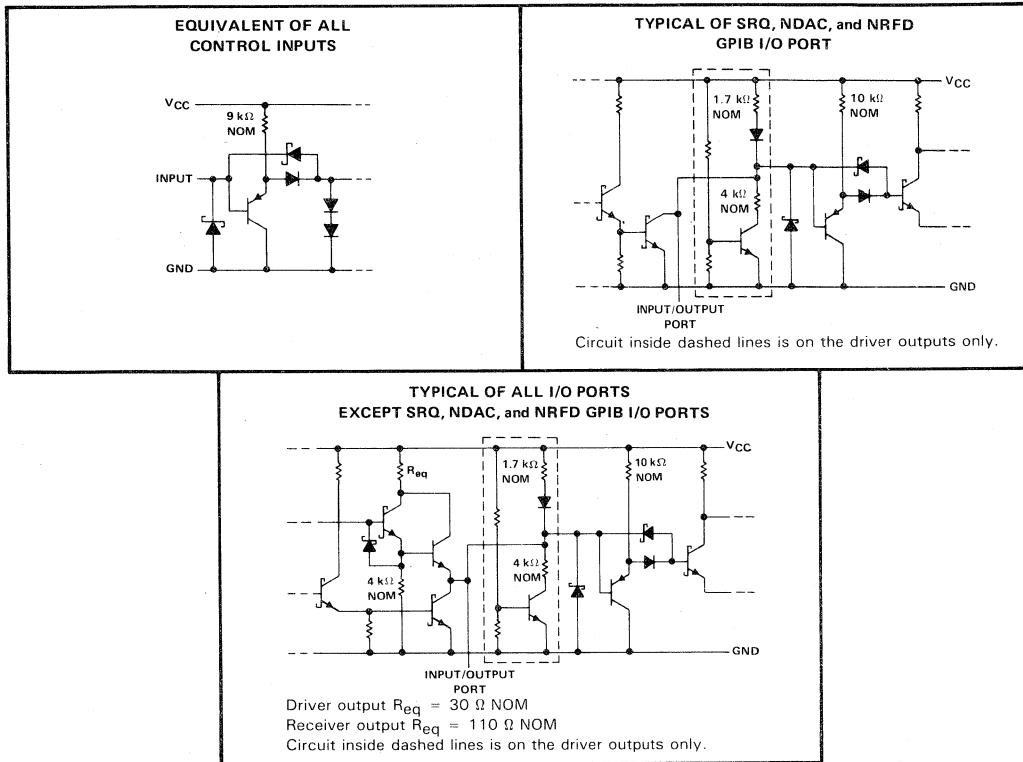 EQUIVALENT OF ALL
CONTROL INPUTS
VCC
9 kΩ
NOM
INPUT
GND
TYPICAL OF SRQ, NDAC, and NRFD
GPIB I/O PORT
VCC
1.7 kΩ
NOM
10 kΩ
NOM
4 kΩ
NOM
GND
INPUT/OUTPUT
PORT
Circuit inside dashed lines is on the driver outputs only.
TYPICAL OF ALL I/O PORTS
EXCEPT SRQ, NDAC, and NRFD GPIB I/O PORTS
VCC
Req
1.7 kΩ
NOM
10 kΩ
NOM
4 kΩ
NOM
4 kΩ
NOM
GND
INPUT/OUTPUT
PORT
Driver output Req = 30 Ω NOM
Receiver output Req = 110 Ω NOM
Circuit inside dashed lines is on the driver outputs only.